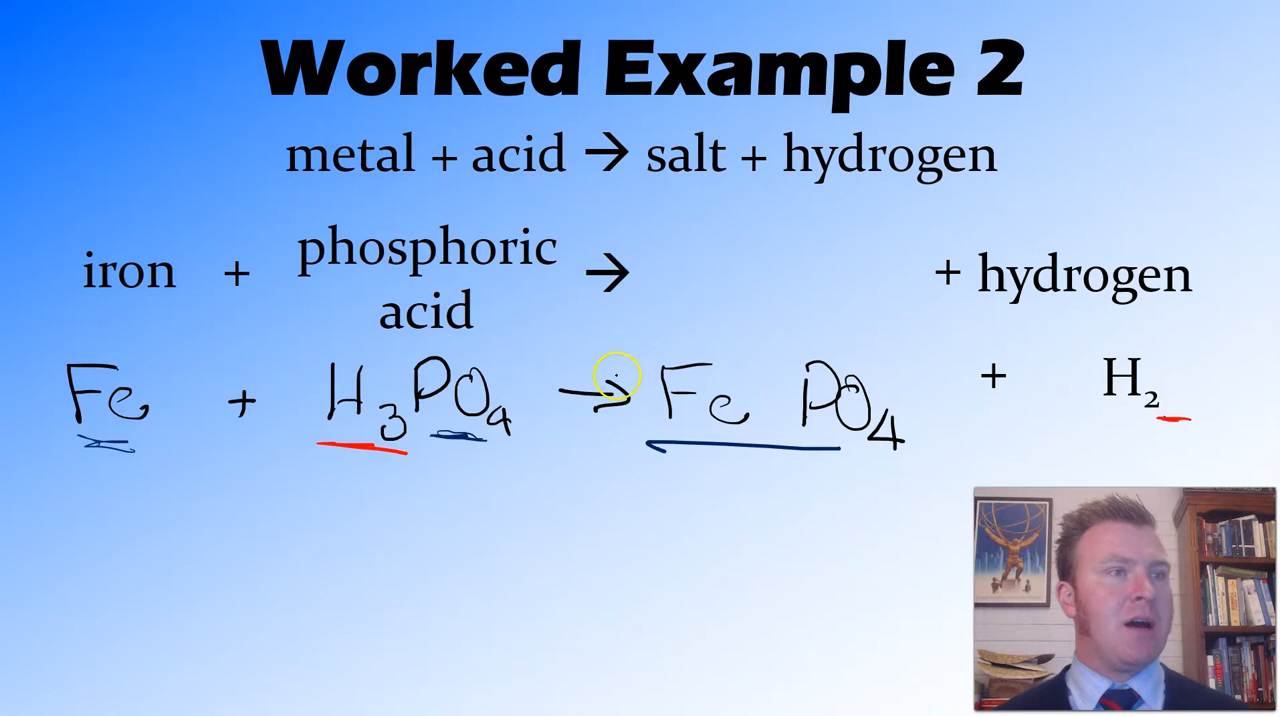 Worked Example 2
metal + acid → salt + hydrogen
iron + phosphoric acid → + hydrogen
Fe + H₃PO₄ → Fe PO₄ + H₂